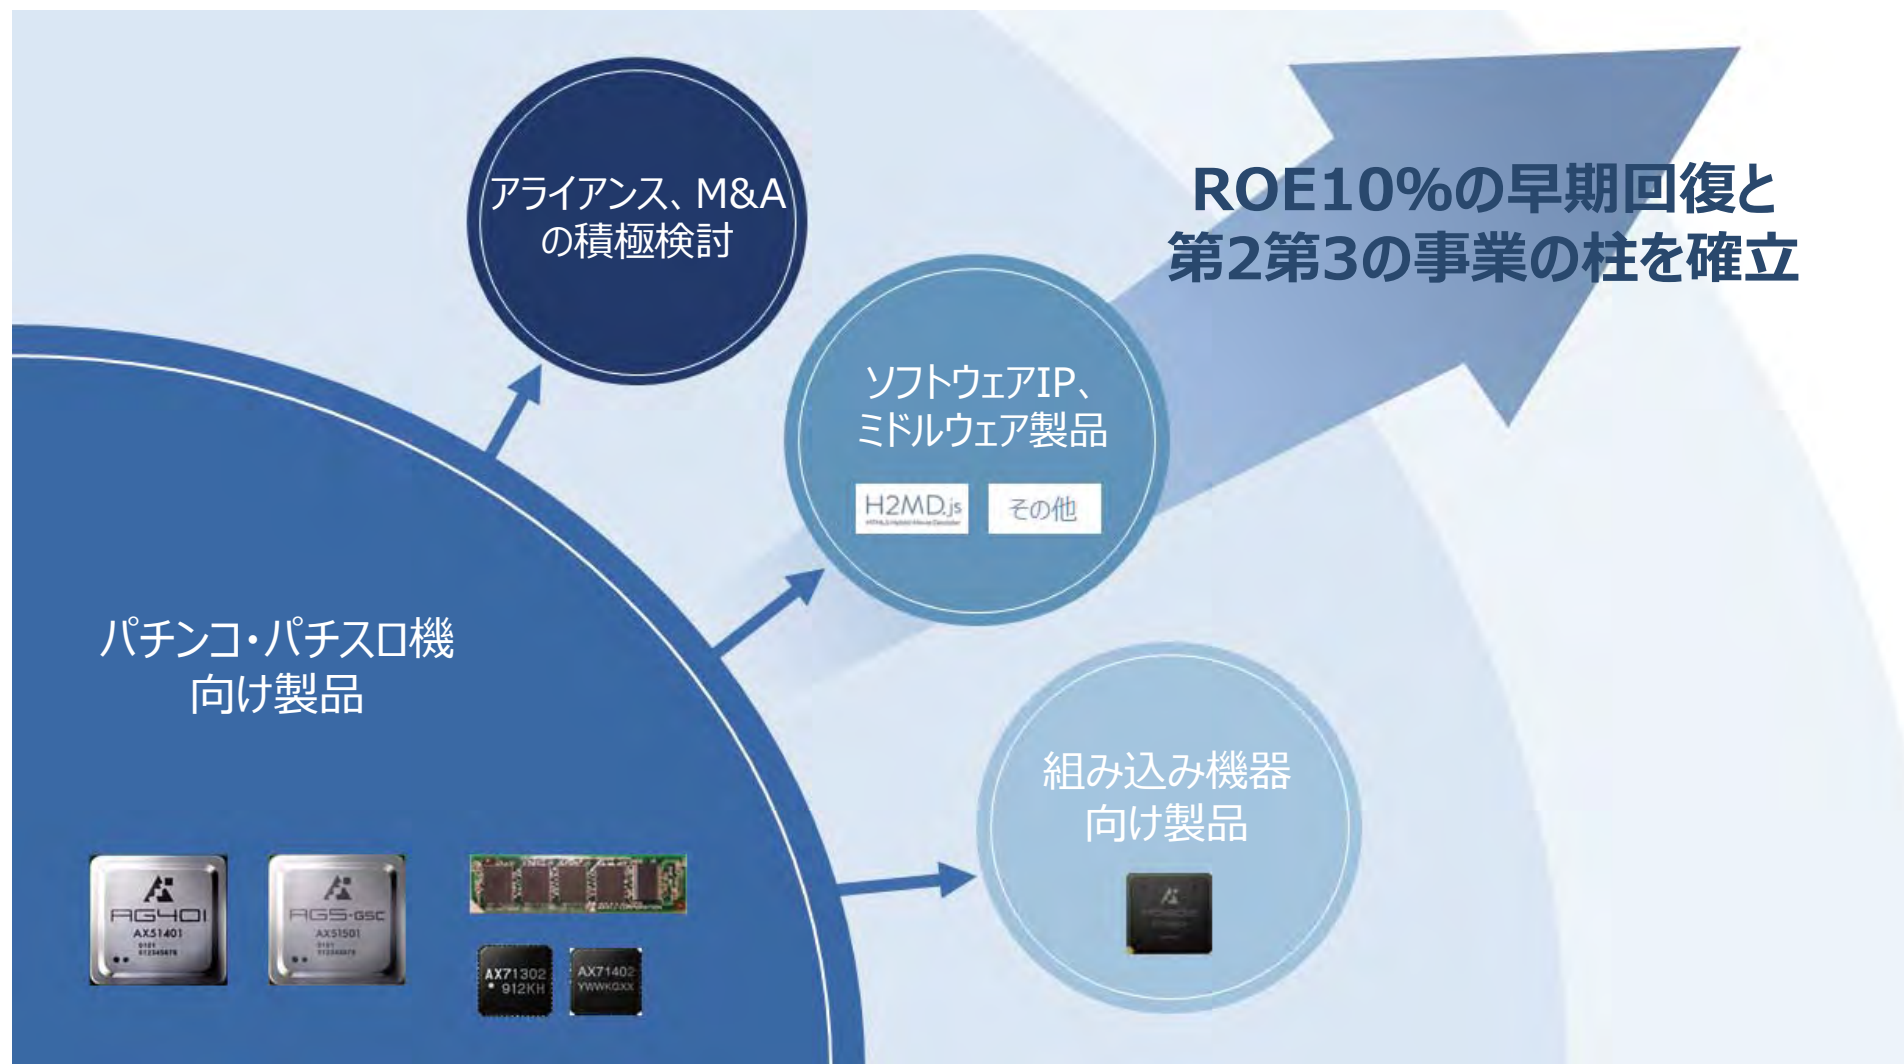 アライアンス、M&A
の積極検討
ROE10%の早期回復と
第2第3の事業の柱を確立
ソフトウェアIP、
ミドルウェア製品
H2MD.js
その他
パチンコ・パチスロ機
向け製品
組み込み機器
向け製品
AG401
AX51401
0101
012345678
AG5-GSC
AX51501
AX71302
912KH
AX71402
YWWKGXX